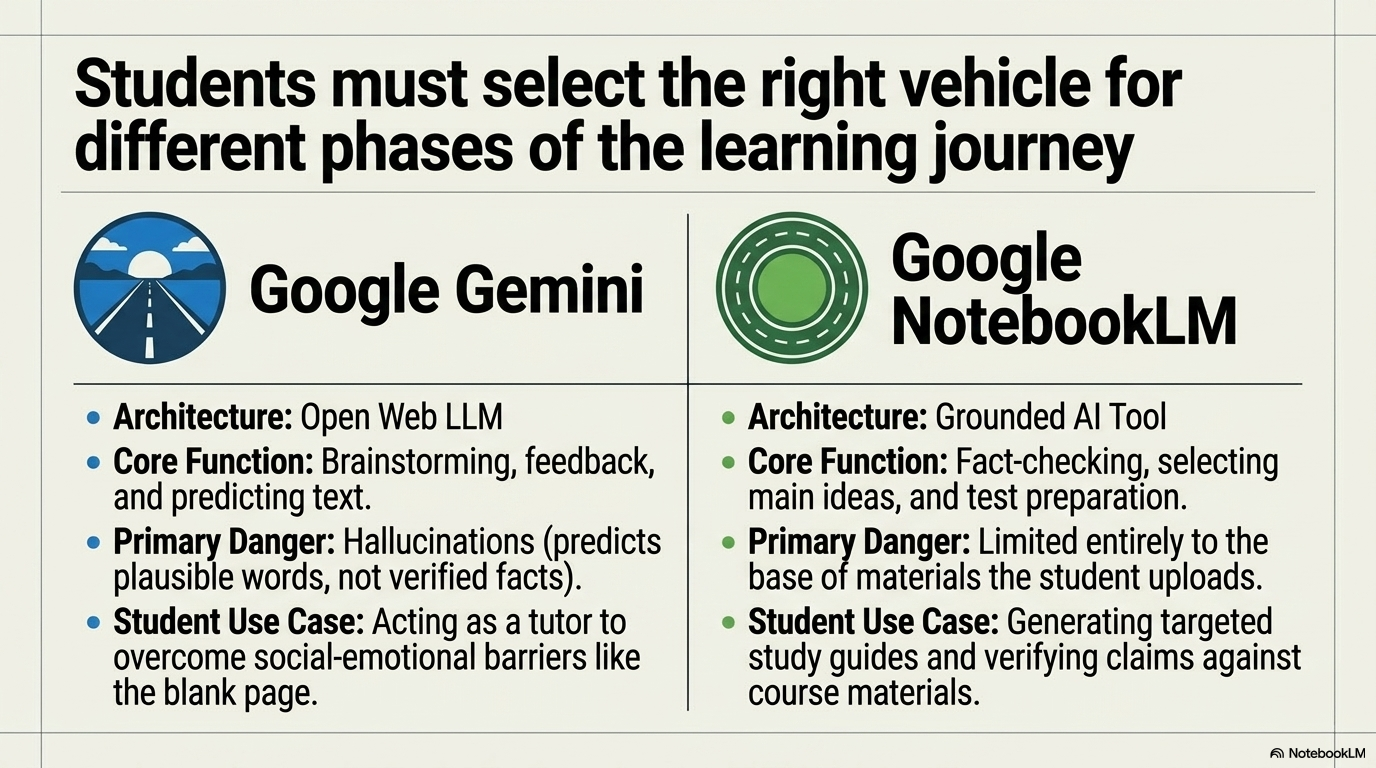 Students must select the right vehicle for
different phases of the learning journey
Google Gemini
• Architecture: Open Web LLM
• Core Function: Brainstorming, feedback,
and predicting text.
• Primary Danger: Hallucinations (predicts
plausible words, not verified facts).
• Student Use Case: Acting as a tutor to
overcome social-emotional barriers like
the blank page.
Google
NotebookLM
• Architecture: Grounded AI Tool
• Core Function: Fact-checking, selecting
main ideas, and test preparation.
• Primary Danger: Limited entirely to the
base of materials the student uploads.
• Student Use Case: Generating targeted
study guides and verifying claims against
course materials.
NotebookLM